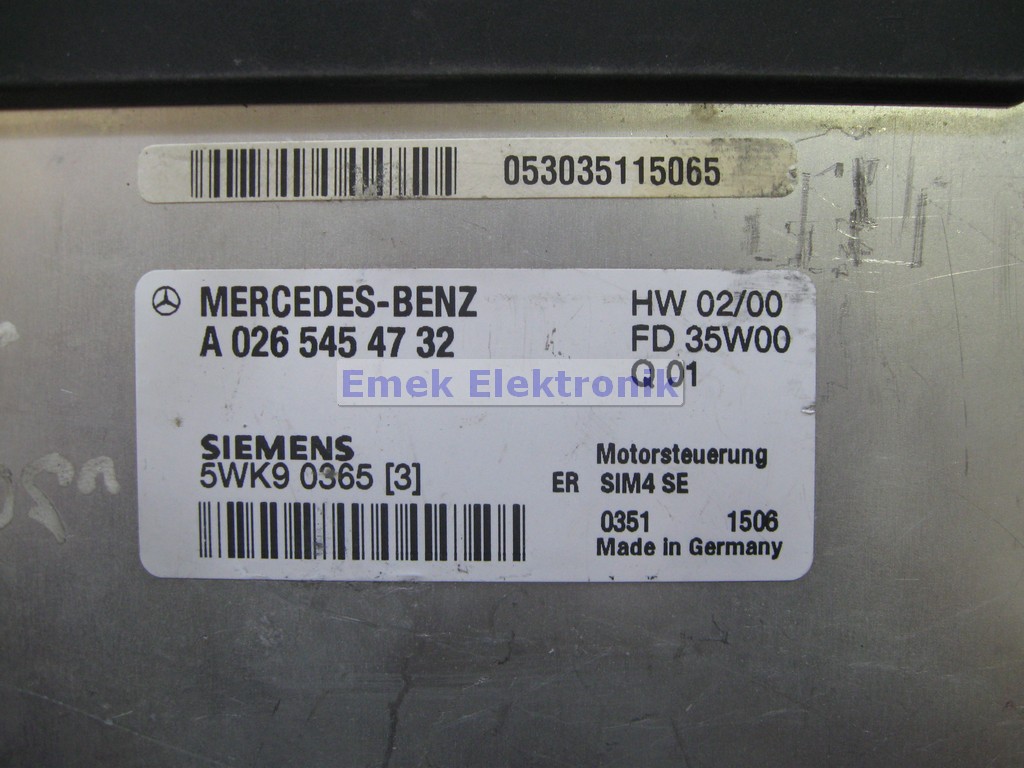 053035115065
MERCEDES-BENZ
A 026 545 47 32
HW 02/00
FD 35W00
Q 01
Emek Elektronik
SIEMENS
5WK9 0365 [3]
Motorsteuerung
ER SIM4 SE
0351 1506
Made in Germany